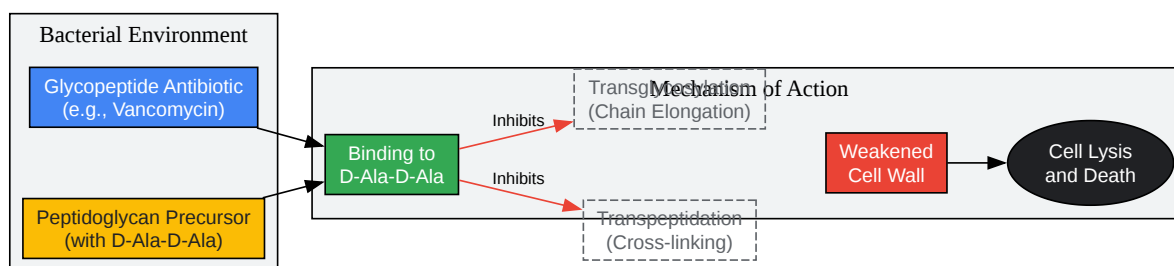 Bacterial Environment
Glycopeptide Antibiotic
(e.g., Vancomycin)
Peptidoglycan Precursor
(with D-Ala-D-Ala)
Mechanism of Action
Binding to
D-Ala-D-Ala
Inhibits
Inhibits
Transglycosylation
(Chain Elongation)
Transpeptidation
(Cross-linking)
Weakened
Cell Wall
Cell Lysis
and Death